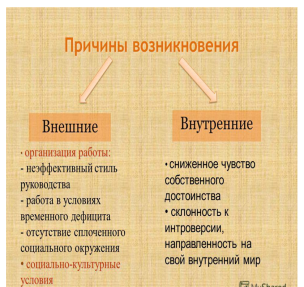 Причины возникновения
Внешние
• организация работы:
- неэффективный стиль
руководства
- работа в условиях
временного дефицита
- отсутствие сплоченного
социального окружения
• социально-культурные
условия
Внутренние
• сниженное чувство
собственного
достоинства
• склонность к
интроверсии,
направленность на
свой внутренний мир
MyShared